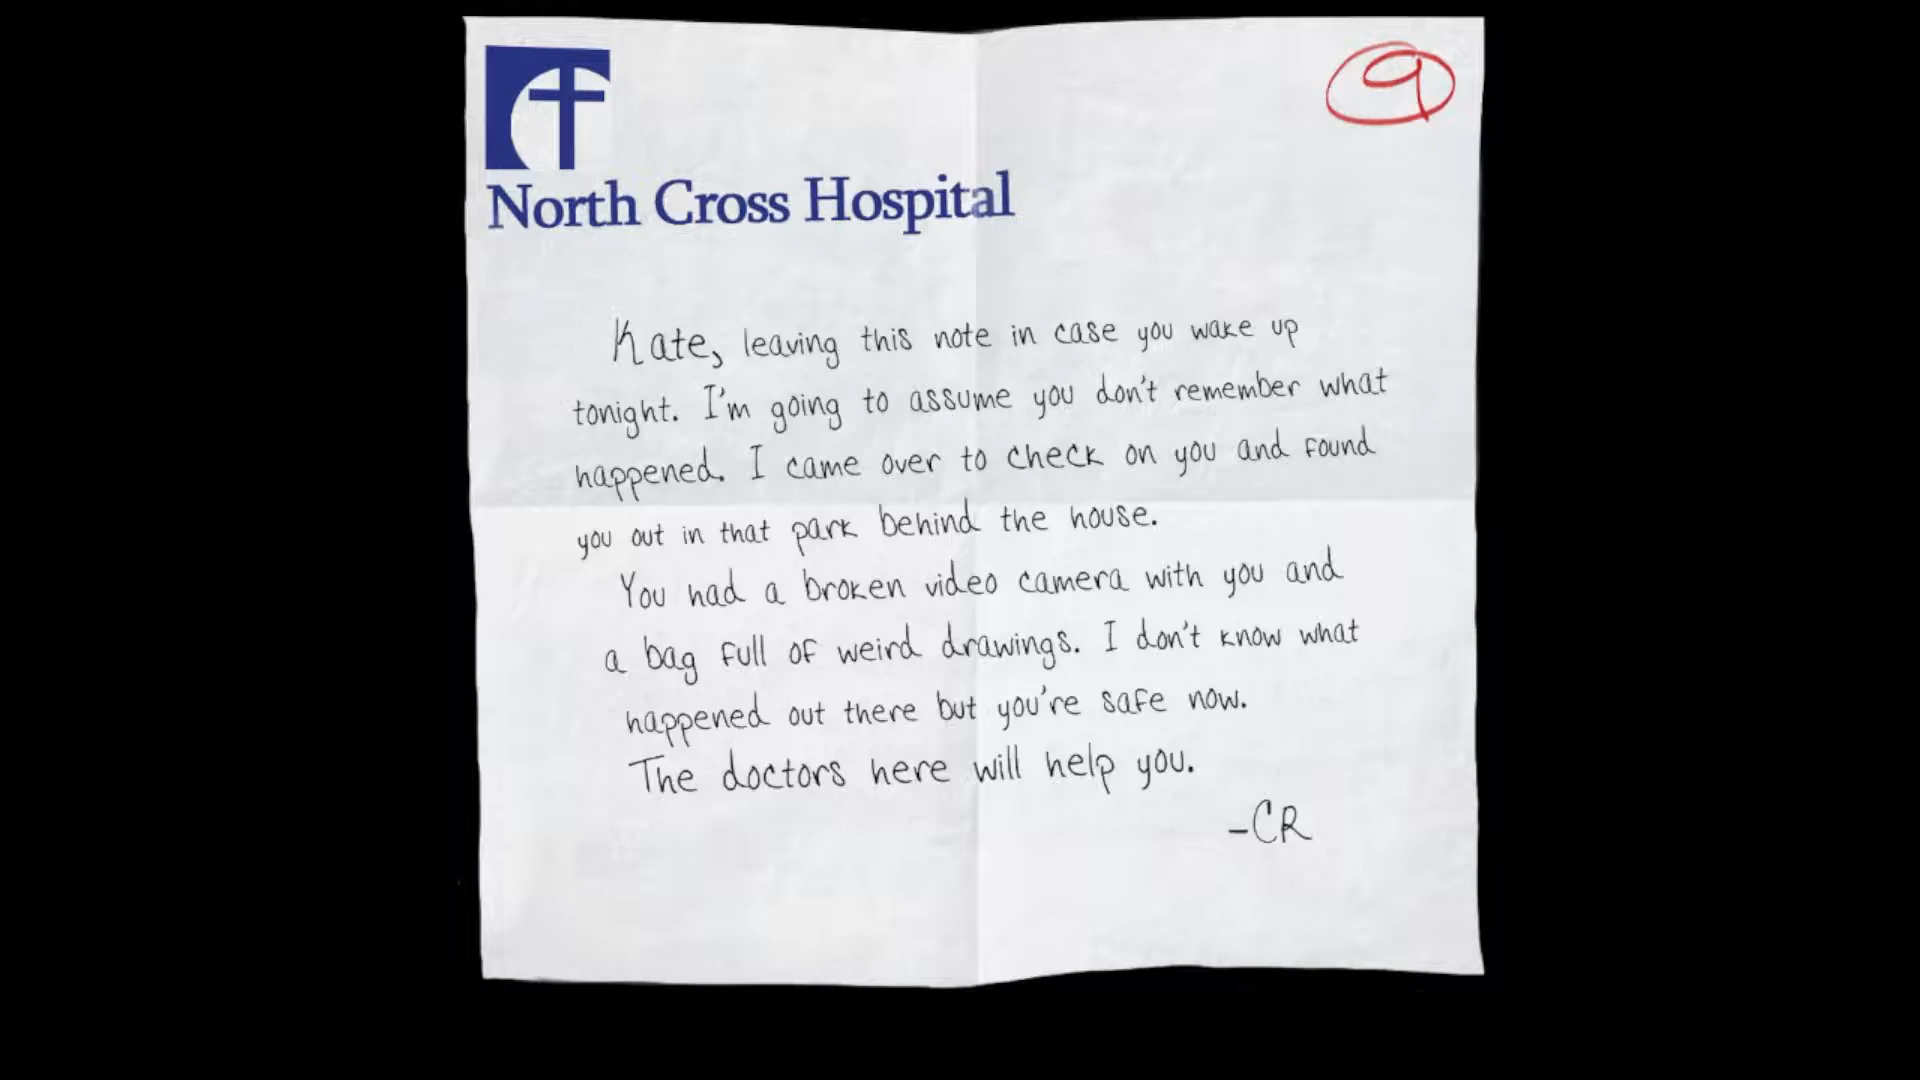 9
North Cross Hospital
Kate, leaving this note in case you wake up
tonight. I'm going to assume you don't remember what
happened. I came over to check on you and found
you out in that park behind the house.
You had a broken video camera with you and
a bag full of weird drawings. I don't know what
happened out there but you're safe now.
The doctors here will help you.
-CR